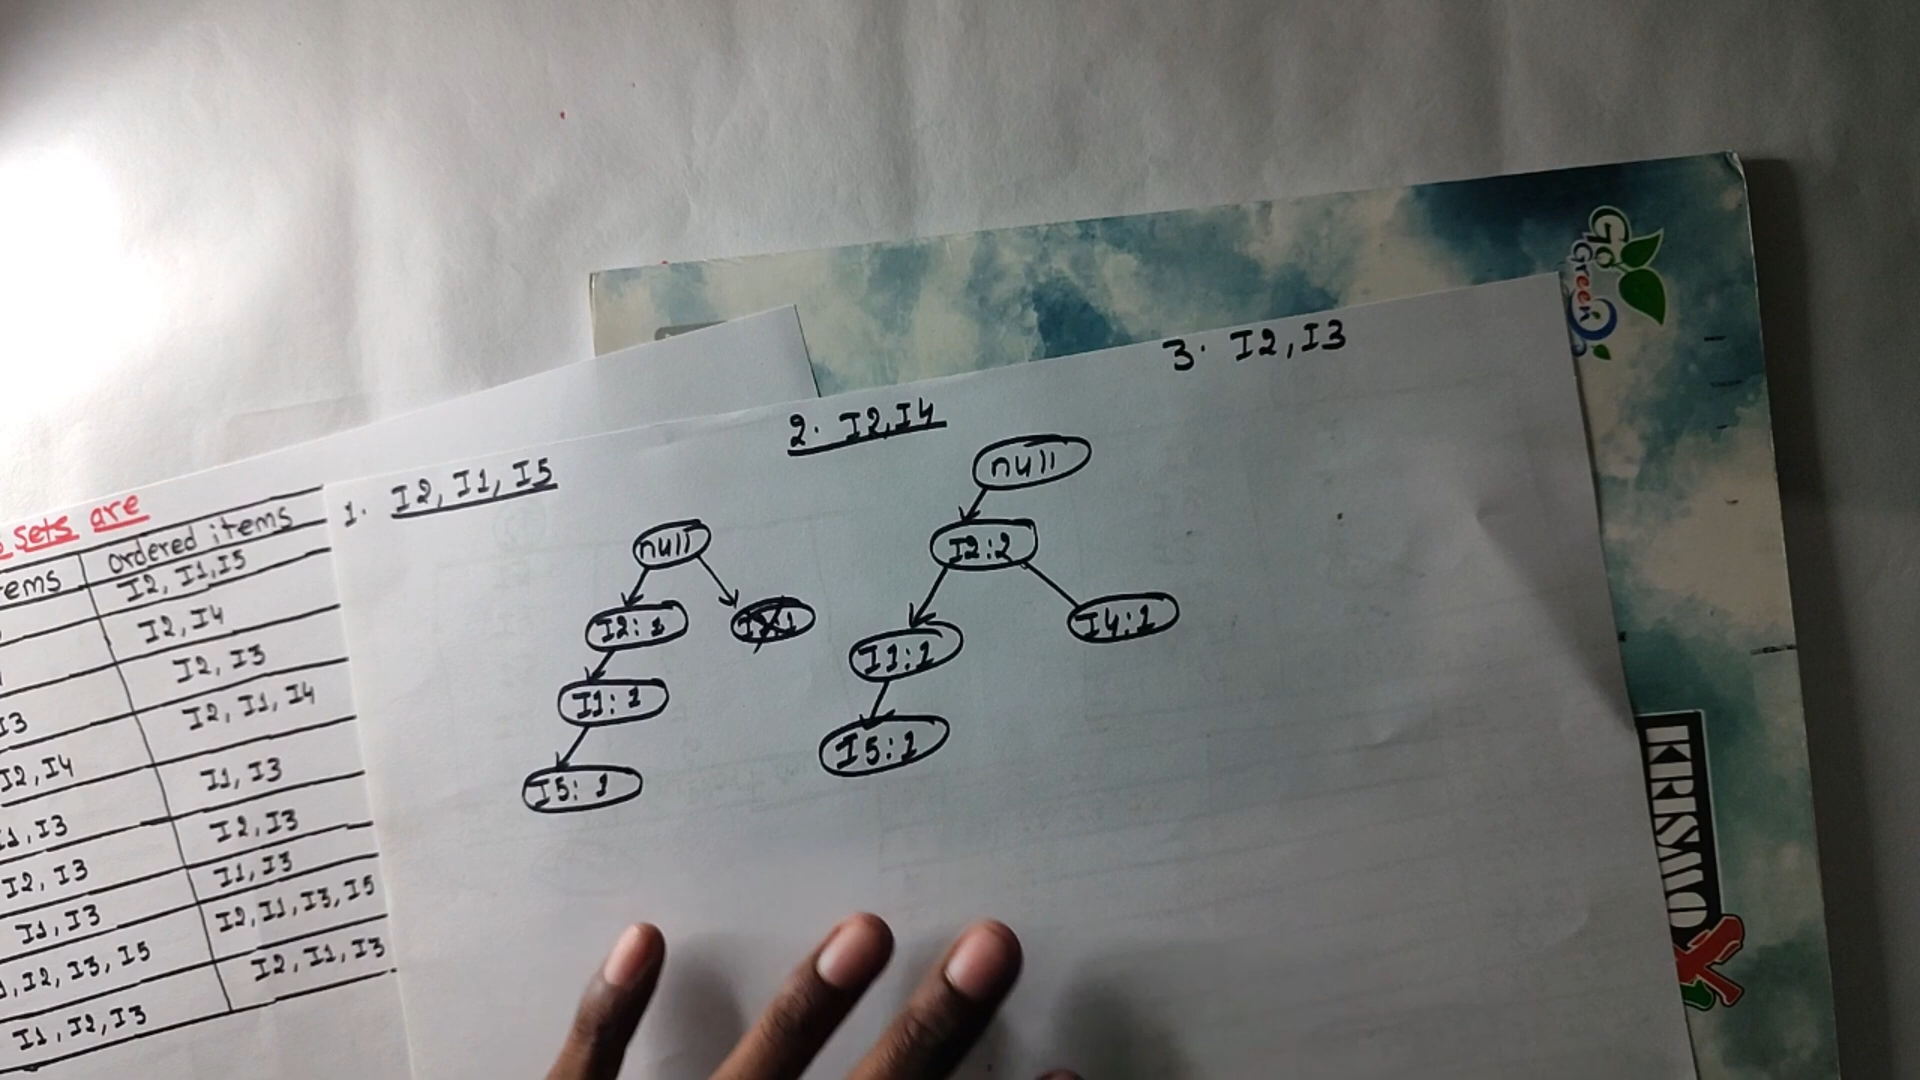 sets are
ordered items
I2, I1, I5
I2, I4
I2, I3
I3
I2, I1, I4
I2, I4
I1, I3
I1, I3
I2, I3
I2, I3
I1, I3
I1, I3
I2, I1, I3, I5
, I2, I3, I5
I2, I1, I3
I1, I2, I3
1. I2, I1, I5
null
I2: 1
I1: 1
I5: 1
2. I2, I4
null
I2:2
I1:1
I4:1
I5:1
3. I2, I3
Go
Green
KRISMO